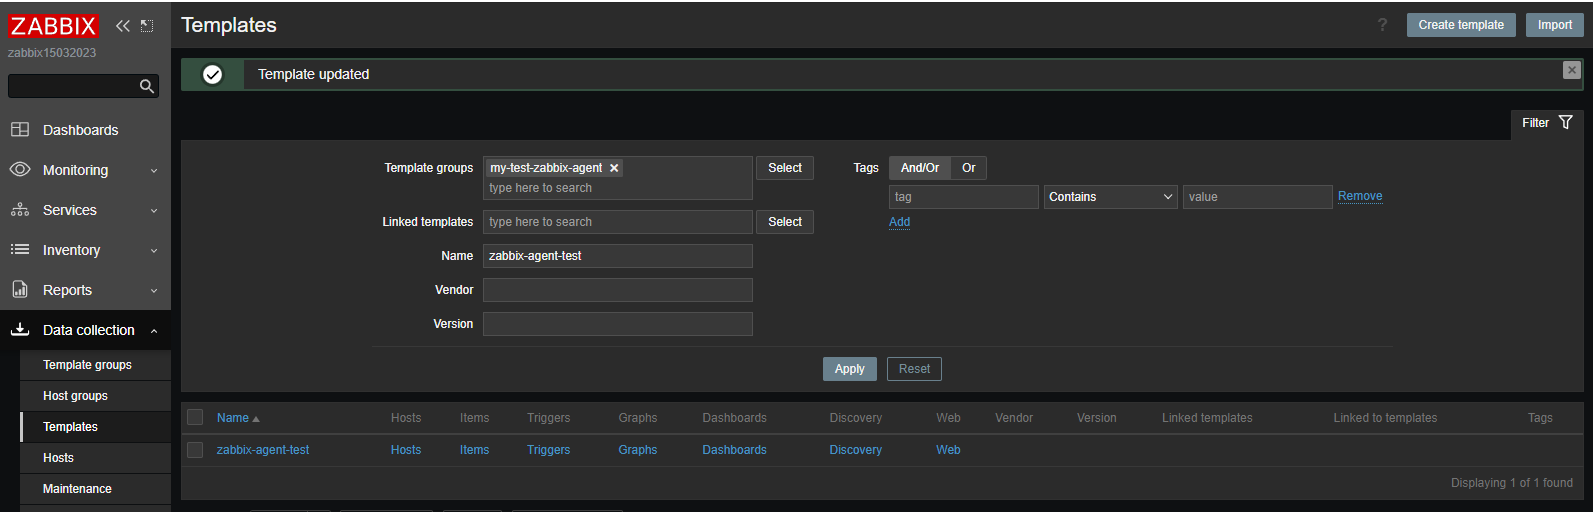 ZABBIX
zabbix15032023
Dashboards
Monitoring
Services
Inventory
Reports
Data collection
Template groups
Host groups
Templates
Hosts
Maintenance
Templates
? Create template Import
Template updated
Filter
Template groups my-test-zabbix-agent Select
type here to search
Linked templates type here to search Select
Name zabbix-agent-test
Vendor
Version
Tags And/Or Or
tag Contains value Remove
Add
Apply Reset
Name Hosts Items Triggers Graphs Dashboards Discovery Web Vendor Version Linked templates Linked to templates Tags
zabbix-agent-test Hosts Items Triggers Graphs Dashboards Discovery Web
Displaying 1 of 1 found